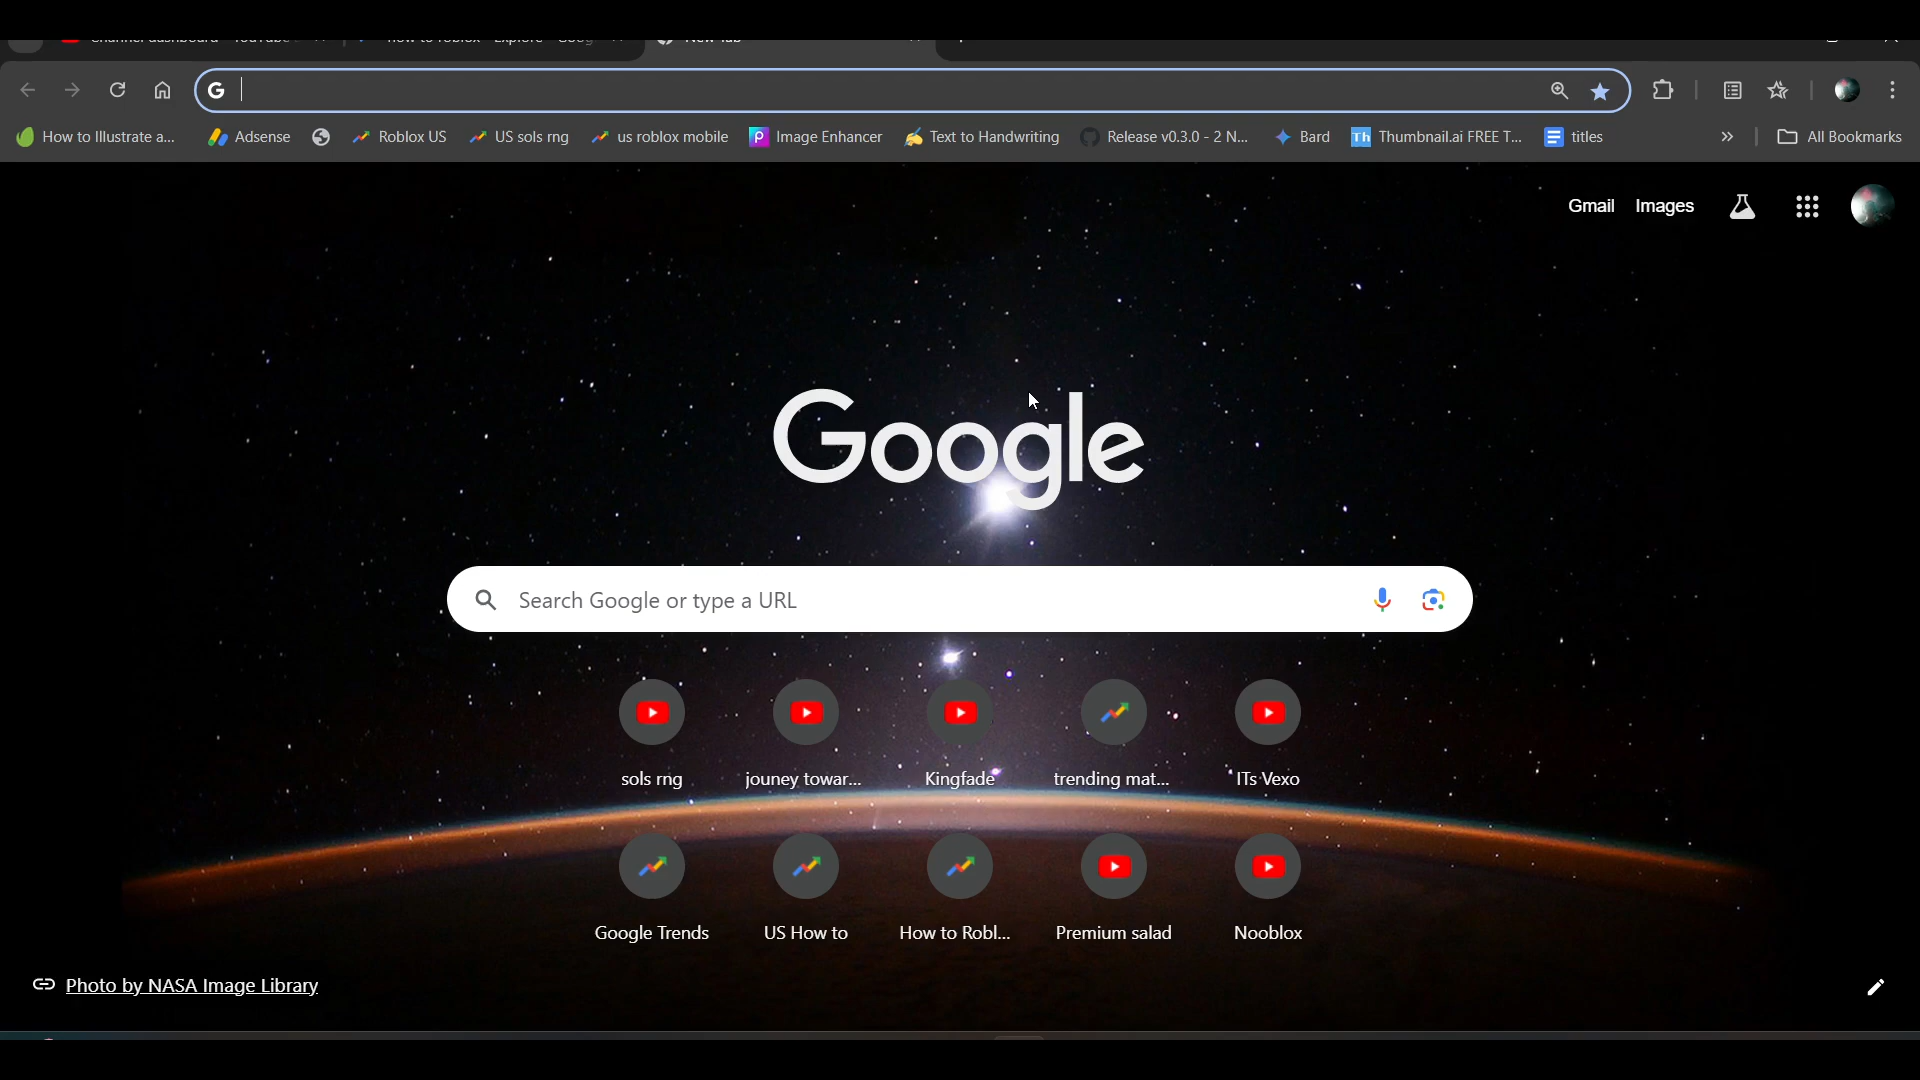 How to Illustrate a...
Adsense
Roblox US
US sols rng
us roblox mobile
Image Enhancer
Text to Handwriting
Release v0.3.0 - 2 N...
Bard
Th
Thumbnail.ai FREE T...
titles
All Bookmarks
Gmail
Images
Google
Search Google or type a URL
sols rng
jouney towar...
Kingfade
trending mat...
ITs Vexo
Google Trends
US How to
How to Robl...
Premium salad
Nooblox
Photo by NASA Image Library